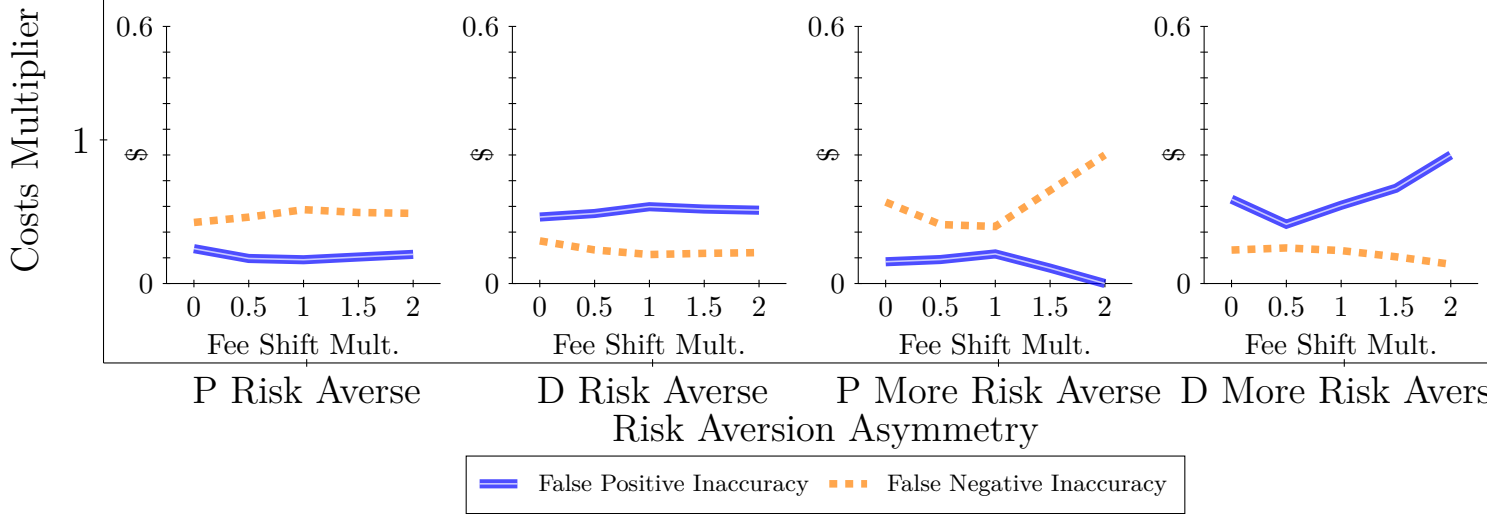 Costs Multiplier
1
0.6
0
$
0 0.5 1 1.5 2
Fee Shift Mult.
0.6
0
$
0 0.5 1 1.5 2
Fee Shift Mult.
0.6
0
$
0 0.5 1 1.5 2
Fee Shift Mult.
0.6
0
$
0 0.5 1 1.5 2
Fee Shift Mult.
P Risk Averse D Risk Averse P More Risk Averse D More Risk Avers
Risk Aversion Asymmetry
False Positive Inaccuracy False Negative Inaccuracy